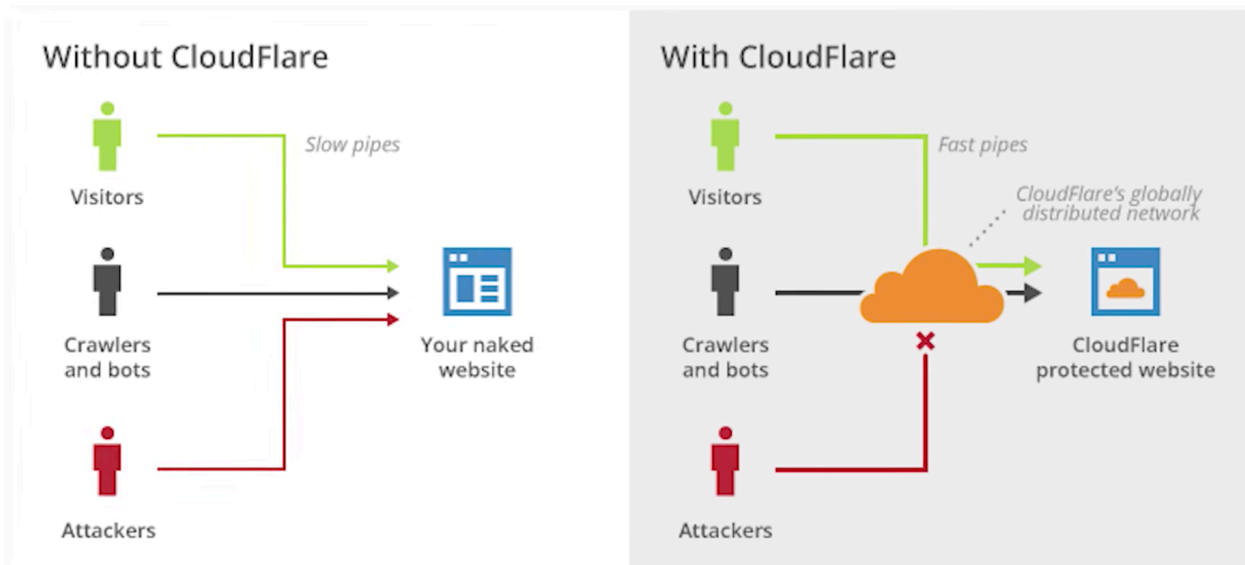 Without CloudFlare
Slow pipes
Visitors
Crawlers
and bots
Your naked
website
Attackers
With CloudFlare
Fast pipes
CloudFlare's globally
distributed network
Visitors
Crawlers
and bots
CloudFlare
protected website
Attackers